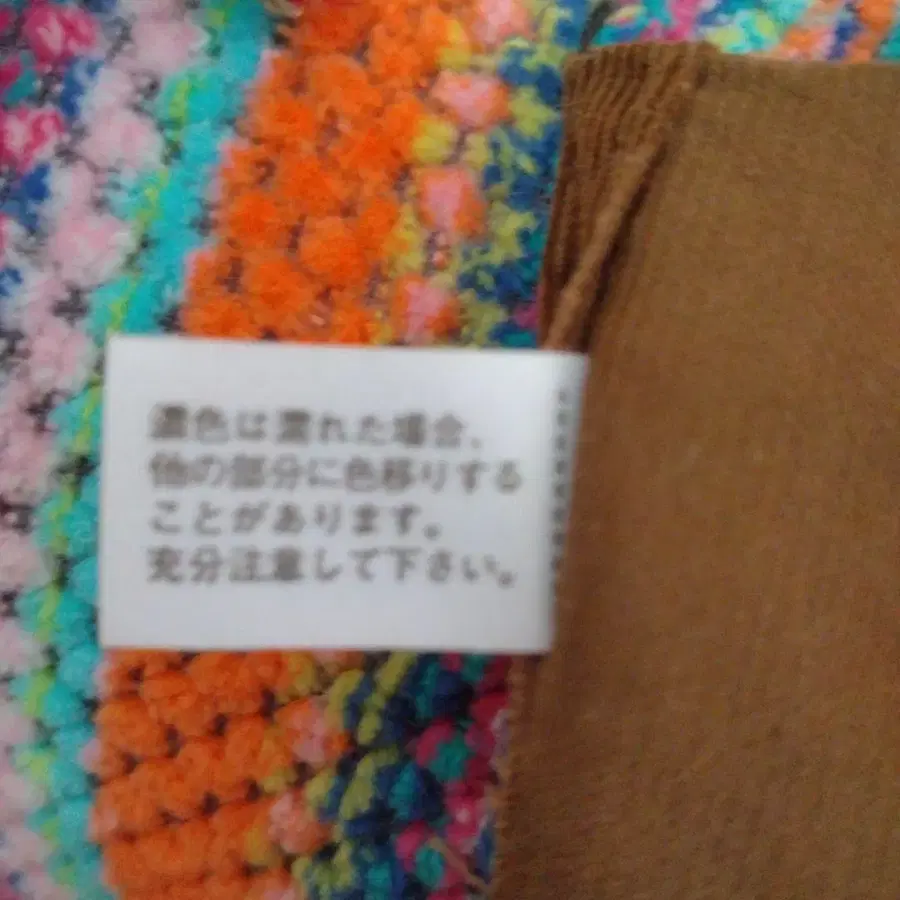 濃色は濡れた場合、
他の部分に色移りする
ことがあります。
充分注意して下さい。